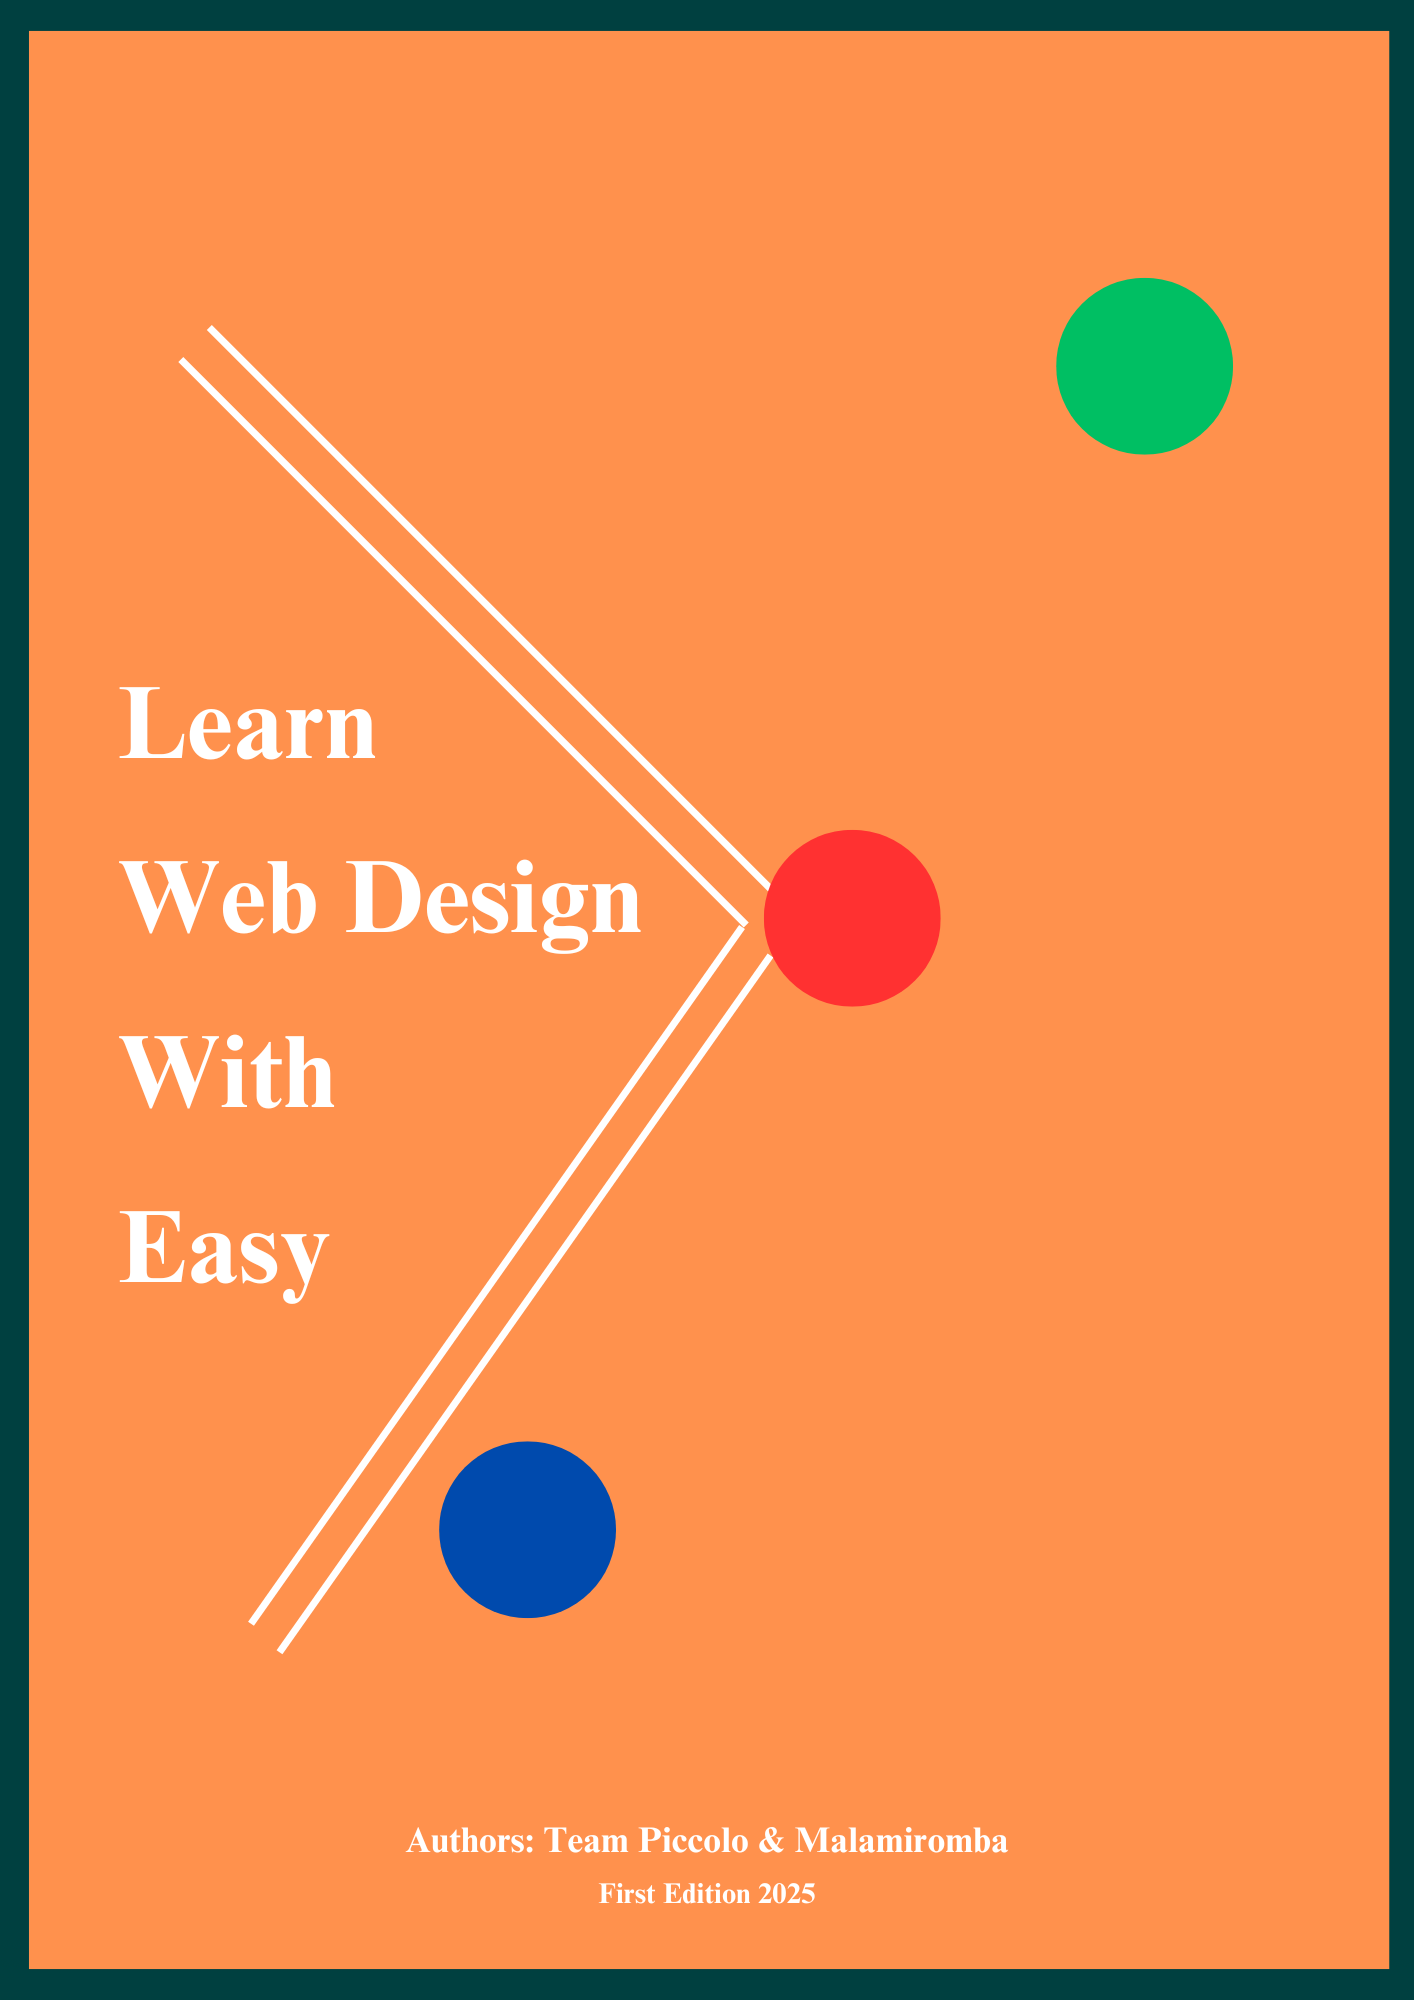 Learn
Web Design
With
Easy
Authors: Team Piccolo & Malamiromba
First Edition 2025